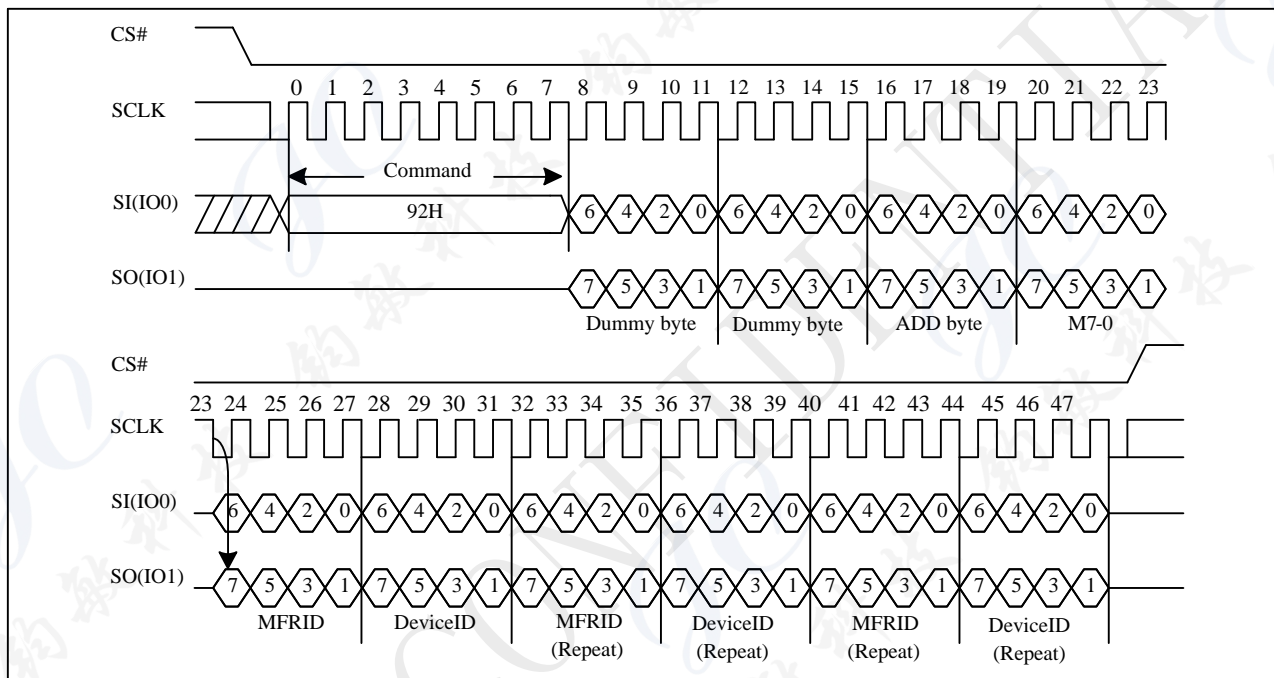 CS#
0 1 2 3 4 5 6 7 8 9 10 11 12 13 14 15 16 17 18 19 20 21 22 23
SCLK
Command
SI(IO0)
92H
6 4 2 0 6 4 2 0 6 4 2 0 6 4 2 0
SO(IO1)
7 5 3 1 7 5 3 1 7 5 3 1 7 5 3 1
Dummy byte Dummy byte ADD byte M7-0
CS#
23 24 25 26 27 28 29 30 31 32 33 34 35 36 37 38 39 40 41 42 43 44 45 46 47
SCLK
SI(IO0)
6 4 2 0 6 4 2 0 6 4 2 0 6 4 2 0 6 4 2 0 6 4 2 0
SO(IO1)
7 5 3 1 7 5 3 1 7 5 3 1 7 5 3 1 7 5 3 1 7 5 3 1
MFRID DeviceID MFRID DeviceID MFRID DeviceID
(Repeat) (Repeat) (Repeat) (Repeat)
CONFIDENTIA